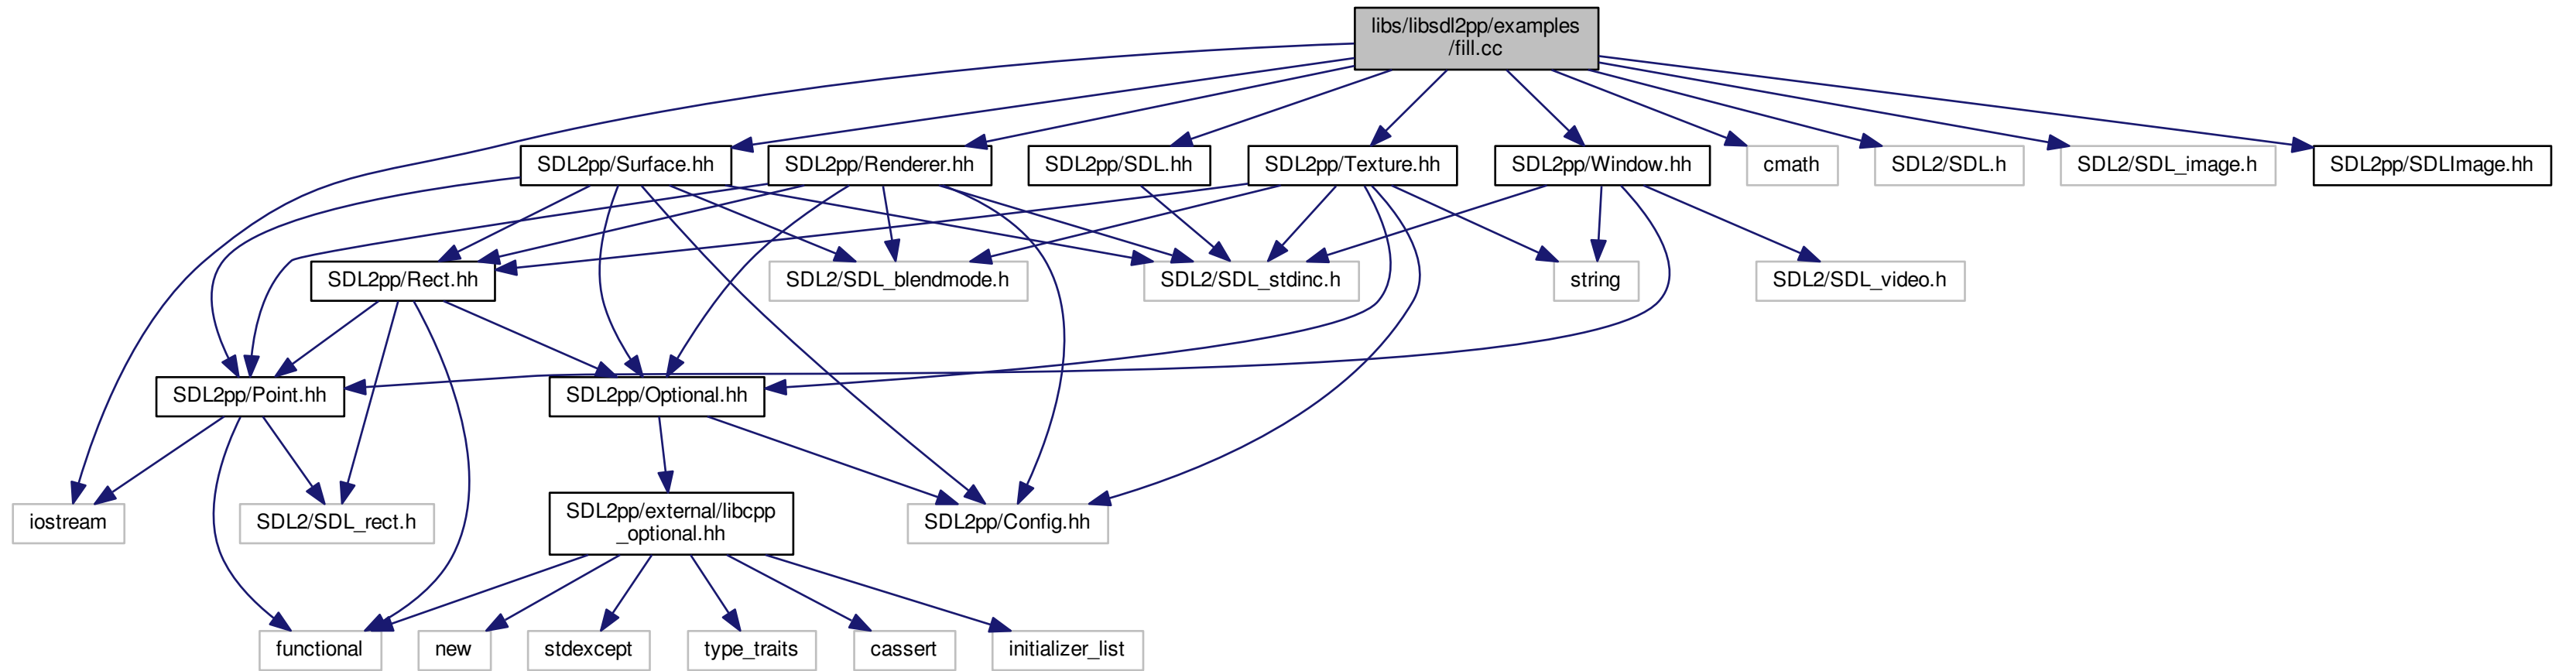 libs/libsdl2pp/examples
/fill.cc
SDL2pp/Surface.hh
SDL2pp/Renderer.hh
SDL2pp/SDL.hh
SDL2pp/Texture.hh
SDL2pp/Window.hh
cmath
SDL2/SDL.h
SDL2/SDL_image.h
SDL2pp/SDLImage.hh
SDL2pp/Rect.hh
SDL2/SDL_blendmode.h
SDL2/SDL_stdinc.h
string
SDL2/SDL_video.h
SDL2pp/Point.hh
SDL2pp/Optional.hh
iostream
SDL2/SDL_rect.h
SDL2pp/external/libcpp
_optional.hh
SDL2pp/Config.hh
functional
new
stdexcept
type_traits
cassert
initializer_list